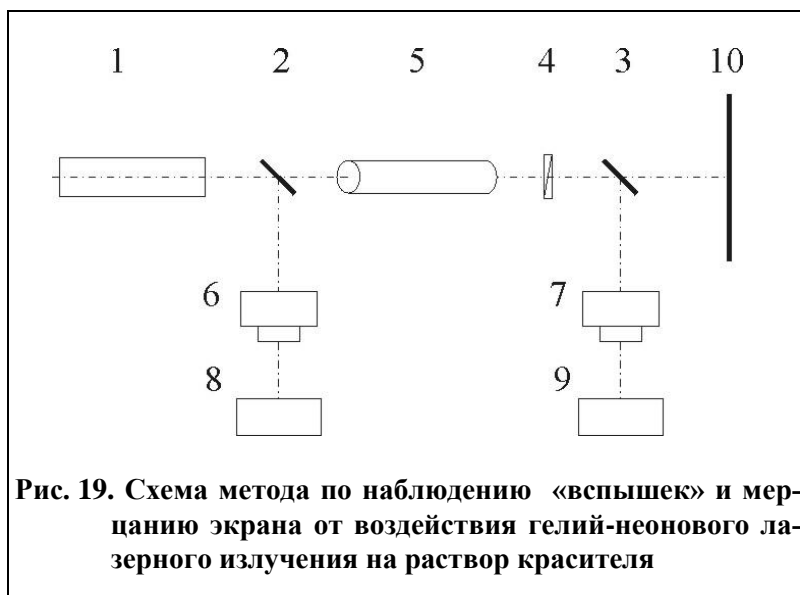 1 2 5 4 3 10
6 7
8 9
Рис. 19. Схема метода по наблюдению «вспышек» и мер-
цанию экрана от воздействия гелий-неонового ла-
зерного излучения на раствор красителя